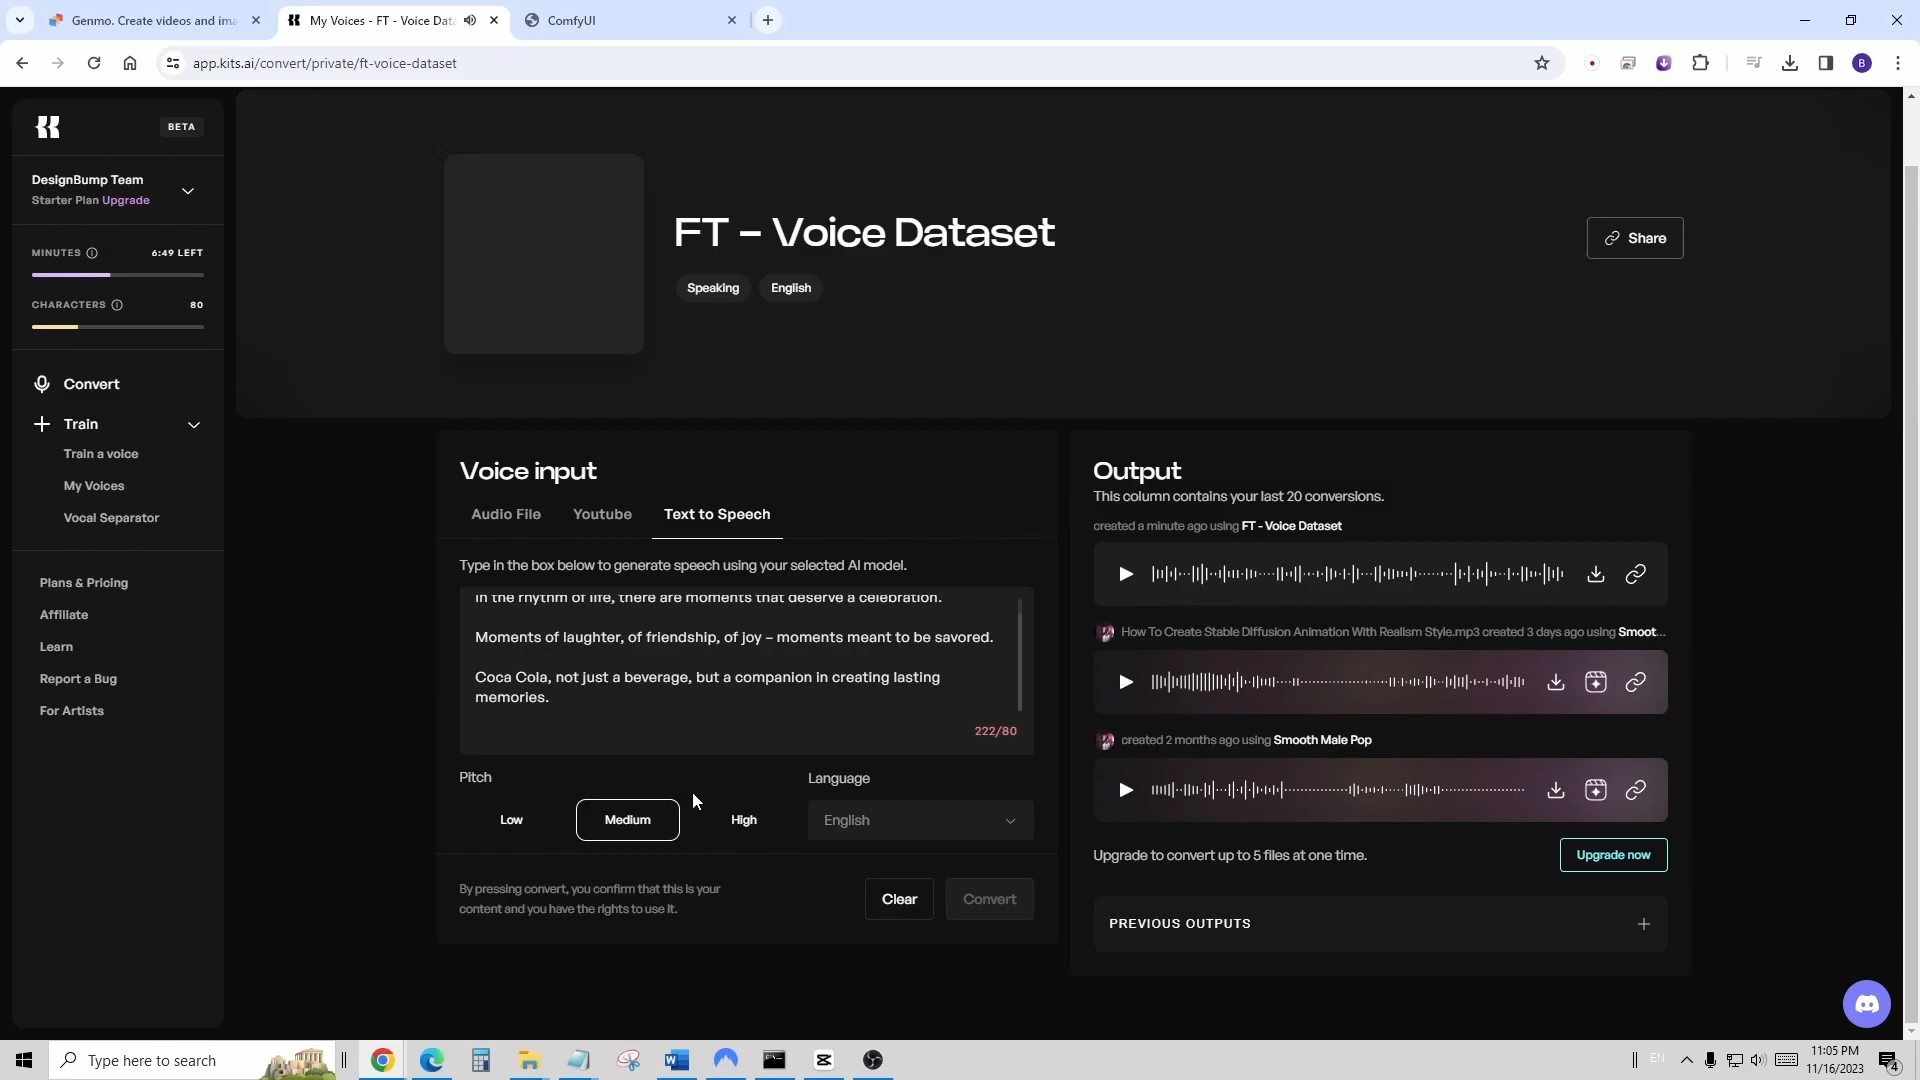 Genmo. Create videos and ima
My Voices - FT - Voice Data
ComfyUI
app.kits.ai/convert/private/ft-voice-dataset
B
BETA
DesignBump Team
Starter Plan Upgrade
MINUTES 6:49 LEFT
CHARACTERS 80
Convert
Train
Train a voice
My Voices
Vocal Separator
Plans & Pricing
Affiliate
Learn
Report a Bug
For Artists
FT - Voice Dataset
Speaking English
Share
Voice input
Audio File Youtube Text to Speech
Type in the box below to generate speech using your selected AI model.
In the rhythm of life, there are moments that deserve a celebration.
Moments of laughter, of friendship, of joy – moments meant to be savored.
Coca Cola, not just a beverage, but a companion in creating lasting
memories.
222/80
Pitch
Low Medium High
Language
English
By pressing convert, you confirm that this is your
content and you have the rights to use it.
Clear Convert
Output
This column contains your last 20 conversions.
created a minute ago using FT - Voice Dataset
How To Create Stable Diffusion Animation With Realism Style.mp3 created 3 days ago using Smoot...
created 2 months ago using Smooth Male Pop
Upgrade to convert up to 5 files at one time.
Upgrade now
PREVIOUS OUTPUTS
Type here to search
EN
11:05 PM
11/16/2023
4